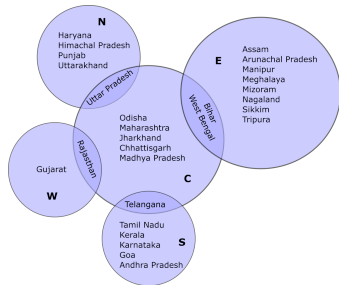 N
Haryana
Himachal Pradesh
Punjab
Uttarakhand
Uttar Pradesh
E
Assam
Arunachal Pradesh
Manipur
Meghalaya
Mizoram
Nagaland
Sikkim
Tripura
Bihar
West Bengal
Odisha
Maharashtra
Jharkhand
Chhattisgarh
Madhya Pradesh
C
Rajasthan
Gujarat
W
Telangana
Tamil Nadu
Kerala
Karnataka
Goa
Andhra Pradesh
S